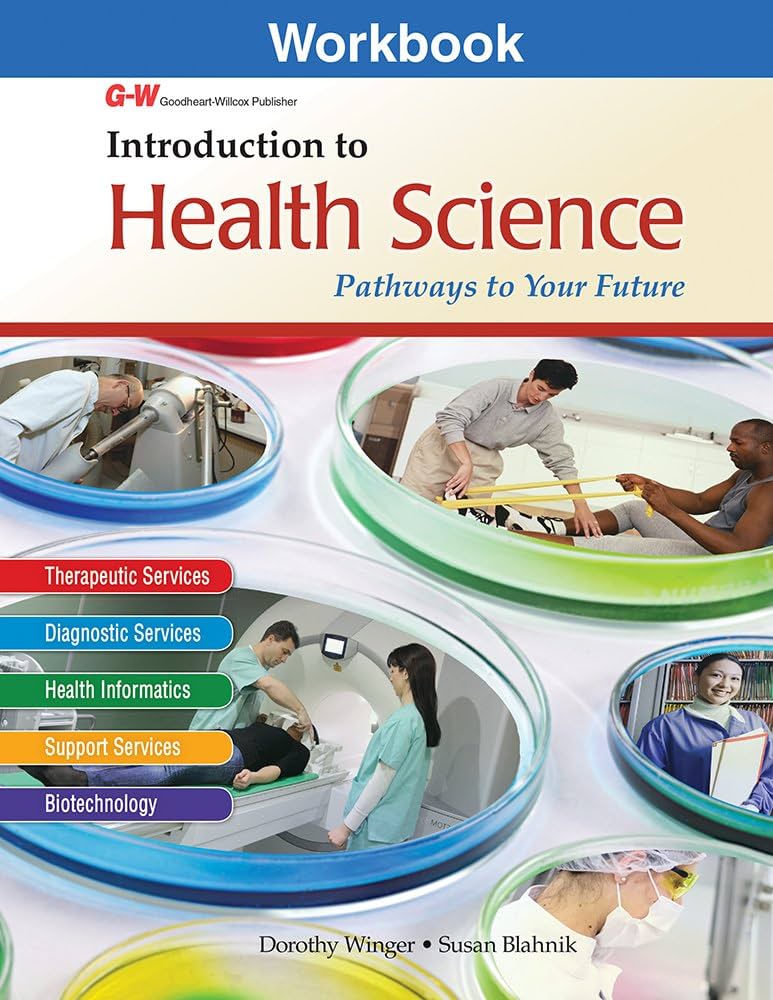 Workbook
G-W Goodheart-Willcox Publisher
Introduction to
Health Science
Pathways to Your Future
Therapeutic Services
Diagnostic Services
Health Informatics
Support Services
Biotechnology
Dorothy Winger • Susan Blahnik